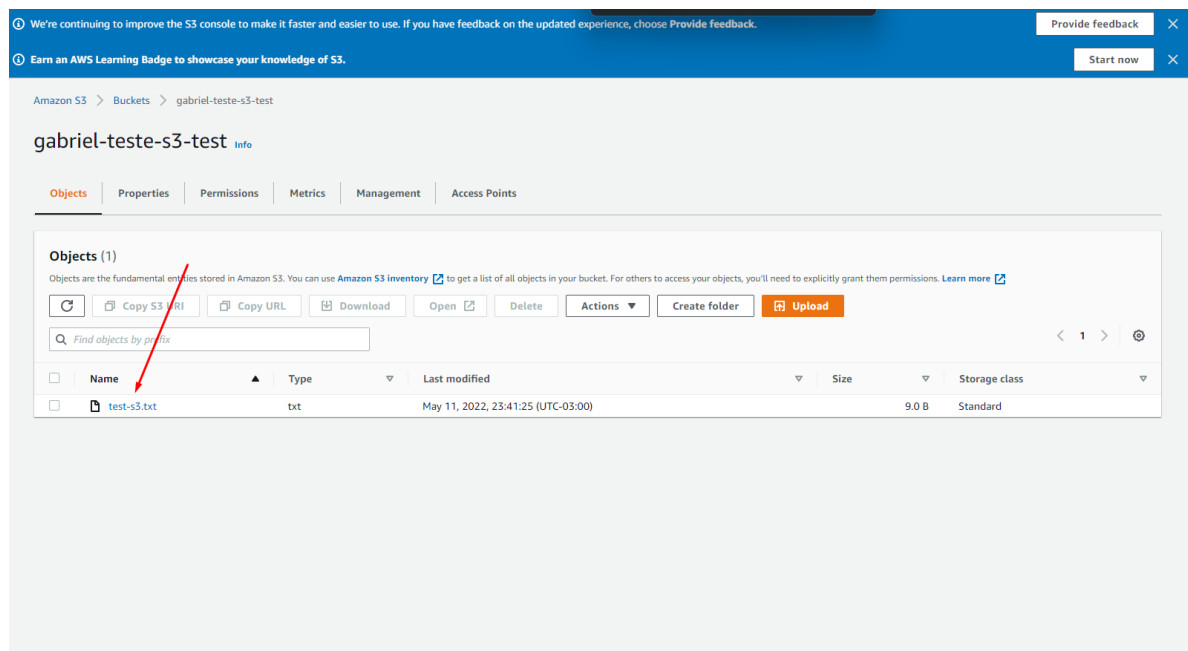 We're continuing to improve the S3 console to make it faster and easier to use. If you have feedback on the updated experience, choose Provide feedback.
Provide feedback
Earn an AWS Learning Badge to showcase your knowledge of S3.
Start now
Amazon S3 > Buckets > gabriel-teste-s3-test
gabriel-teste-s3-test Info
Objects Properties Permissions Metrics Management Access Points
Objects (1)
Objects are the fundamental entities stored in Amazon S3. You can use Amazon S3 inventory to get a list of all objects in your bucket. For others to access your objects, you'll need to explicitly grant them permissions. Learn more
Copy S3 URI Copy URL Download Open Delete Actions Create folder Upload
Find objects by prefix
< 1 >
Name Type Last modified Size Storage class
test-s3.txt txt May 11, 2022, 23:41:25 (UTC-03:00) 9.0 B Standard